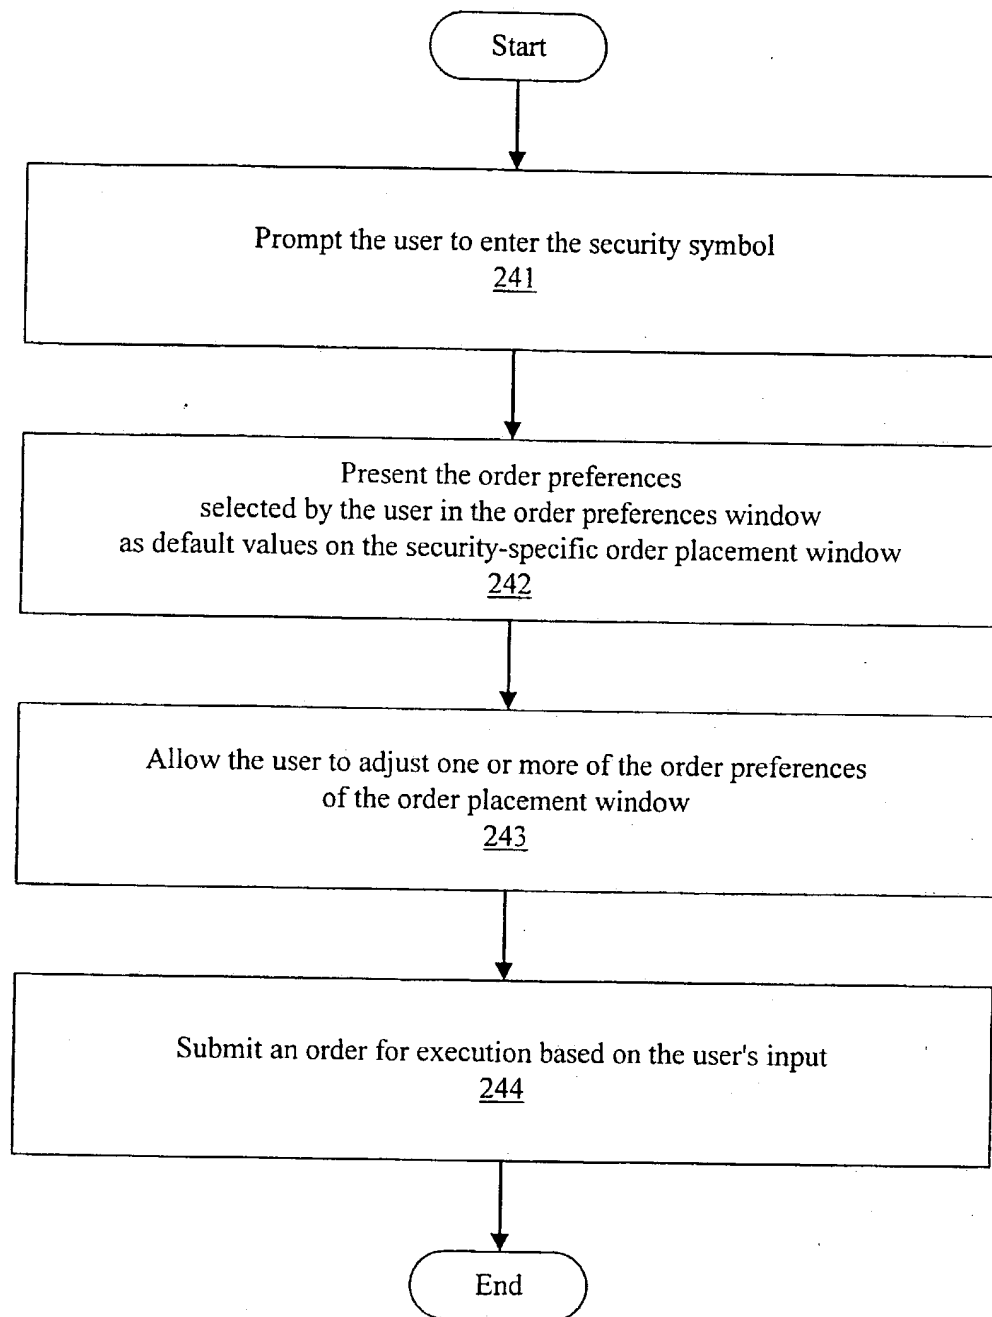 Start
Prompt the user to enter the security symbol
241
Present the order preferences
selected by the user in the order preferences window
as default values on the security-specific order placement window
242
Allow the user to adjust one or more of the order preferences
of the order placement window
243
Submit an order for execution based on the user's input
244
End